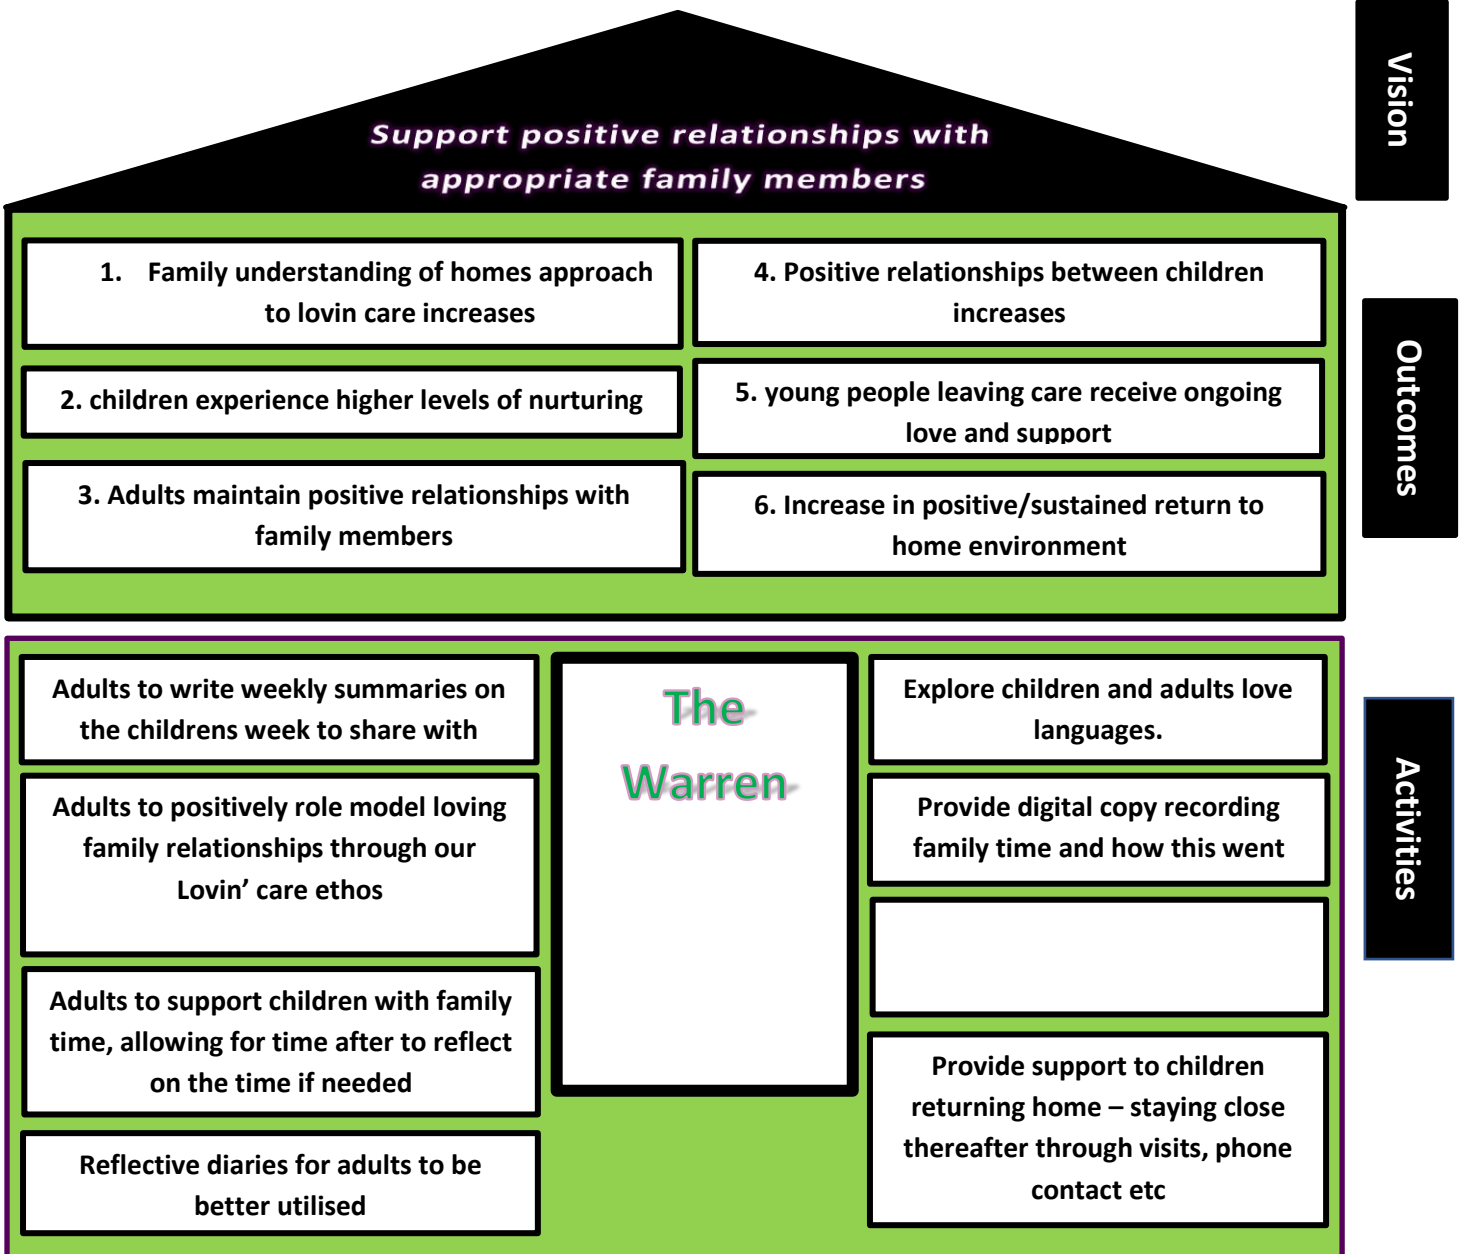 Support positive relationships with
appropriate family members
Vision
1. Family understanding of homes approach
to lovin care increases
2. children experience higher levels of nurturing
3. Adults maintain positive relationships with
family members
4. Positive relationships between children
increases
5. young people leaving care receive ongoing
love and support
6. Increase in positive/sustained return to
home environment
Outcomes
Adults to write weekly summaries on
the childrens week to share with
Adults to positively role model loving
family relationships through our
Lovin’ care ethos
Adults to support children with family
time, allowing for time after to reflect
on the time if needed
Reflective diaries for adults to be
better utilised
The
Warren
Explore children and adults love
languages.
Provide digital copy recording
family time and how this went
Provide support to children
returning home – staying close
thereafter through visits, phone
contact etc
Activities